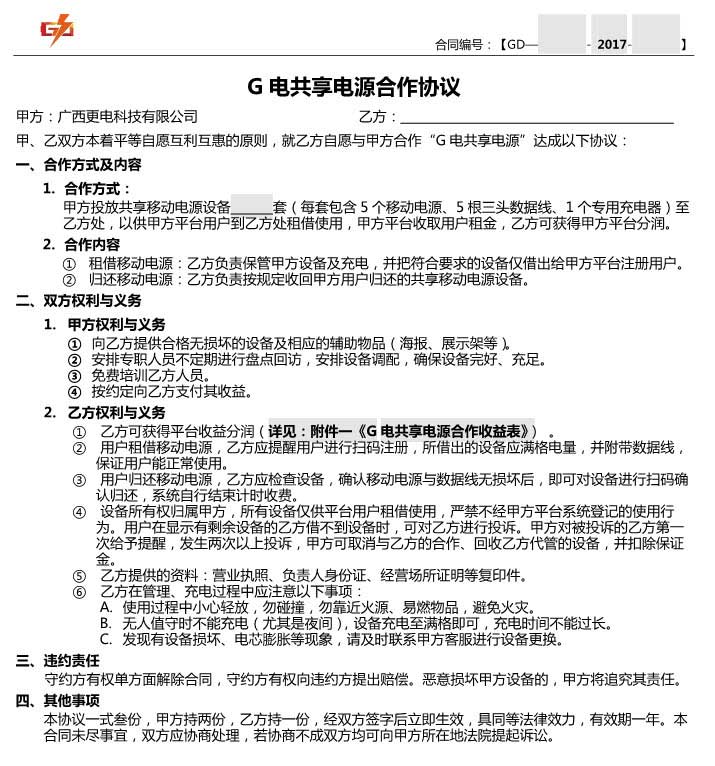 合同编号：【GD— - 2017- 】
G 电共享电源合作协议
甲方：广西更电科技有限公司 乙方：
甲、乙双方本着平等自愿互利互惠的原则，就乙方自愿与甲方合作“G 电共享电源”达成以下协议：
一、合作方式及内容
1. 合作方式：
甲方投放共享移动电源设备______套（每套包含 5 个移动电源、5 根三头数据线、1 个专用充电器）至
乙方处，以供甲方平台用户到乙方处租借使用，甲方平台收取用户租金，乙方可获得甲方平台分润。
2. 合作内容
① 租借移动电源：乙方负责保管甲方设备及充电，并把符合要求的设备仅借出给甲方平台注册用户。
② 归还移动电源：乙方负责按规定收回甲方用户归还的共享移动电源设备。
二、双方权利与义务
1. 甲方权利与义务
① 向乙方提供合格无损坏的设备及相应的辅助物品（海报、展示架等）。
② 安排专职人员不定期进行盘点回访，安排设备调配，确保设备完好、充足。
③ 免费培训乙方人员。
④ 按约定向乙方支付其收益。
2. 乙方权利与义务
① 乙方可获得平台收益分润（详见：附件一《G 电共享电源合作收益表》）。
② 用户租借移动电源，乙方应提醒用户进行扫码注册，所借出的设备应满格电量，并附带数据线，
保证用户能正常使用。
③ 用户归还移动电源，乙方应检查设备，确认移动电源与数据线无损坏后，即可对设备进行扫码确
认归还，系统自行结束计时收费。
④ 设备所有权归属甲方，所有设备仅供平台用户租借使用，严禁不经甲方平台系统登记的使用行
为。用户在显示有剩余设备的乙方借不到设备时，可对乙方进行投诉。甲方对被投诉的乙方第一
次给予提醒，发生两次以上投诉，甲方可取消与乙方的合作、回收乙方代管的设备，并扣除保证
金。
⑤ 乙方提供的资料：营业执照、负责人身份证、经营场所证明等复印件。
⑥ 乙方在管理、充电过程中应注意以下事项：
A. 使用过程中小心轻放，勿碰撞，勿靠近火源、易燃物品，避免火灾。
B. 无人值守时不能充电（尤其是夜间），设备充电至满格即可，充电时间不能过长。
C. 发现有设备损坏、电芯膨胀等现象，请及时联系甲方客服进行设备更换。
三、违约责任
守约方有权单方面解除合同，守约方有权向违约方提出赔偿。恶意损坏甲方设备的，甲方将追究其责任。
四、其他事项
本协议一式叁份，甲方持两份，乙方持一份，经双方签字后立即生效，具同等法律效力，有效期一年。本
合同未尽事宜，双方应协商处理，若协商不成双方均可向甲方所在地法院提起诉讼。